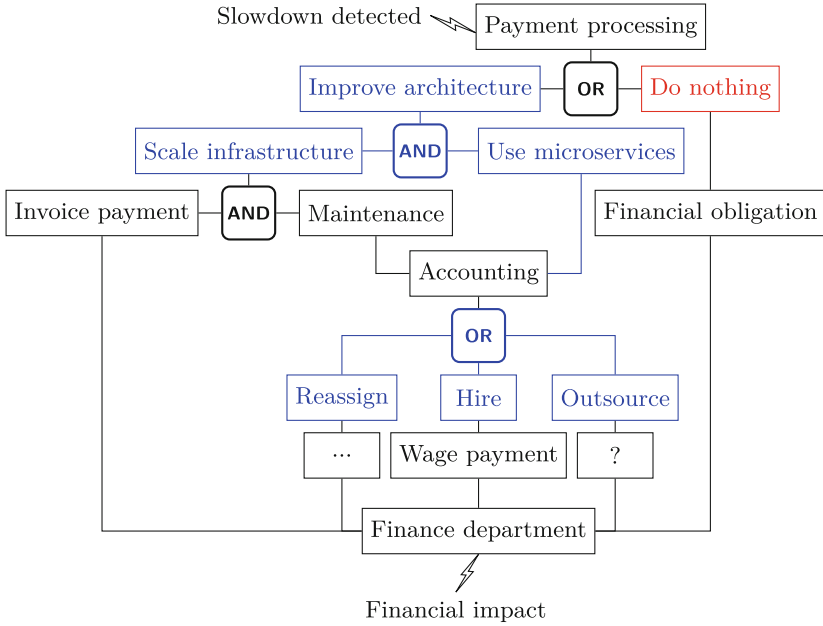 Slowdown detected
Payment processing
Improve architecture
OR
Do nothing
Scale infrastructure
AND
Use microservices
Invoice payment
AND
Maintenance
Financial obligation
Accounting
OR
Reassign
Hire
Outsource
...
Wage payment
?
Finance department
Financial impact